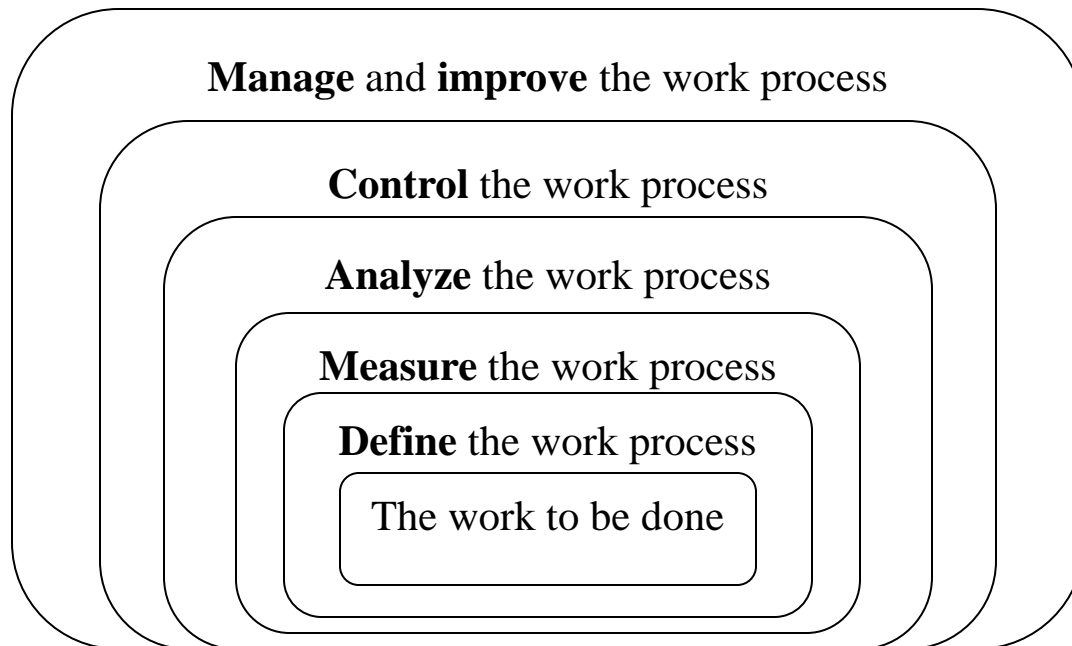 Manage and improve the work process
Control the work process
Analyze the work process
Measure the work process
Define the work process
The work to be done